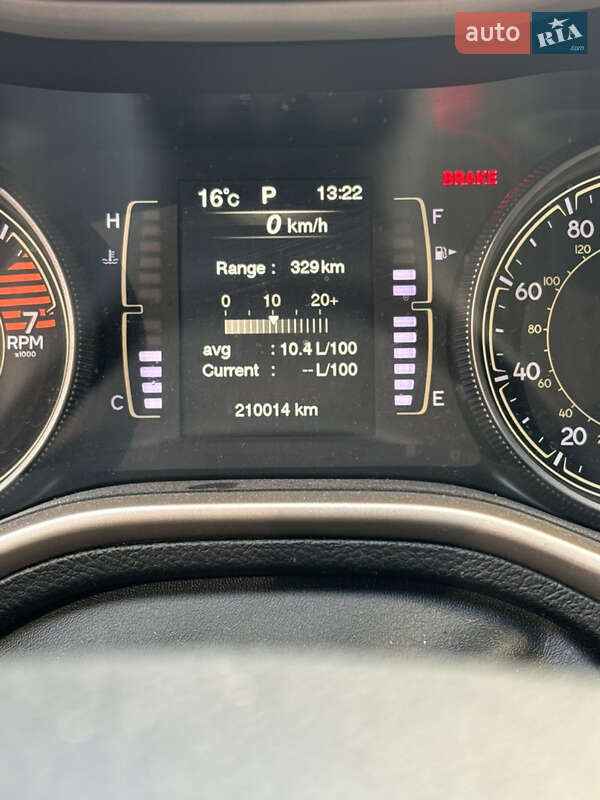 auto RIA .com
BRAKE
16°C P 13:22
0 km/h
H
F
Range : 329 km
0 10 20+
avg : 10.4 L/100
Current : -- L/100
C
E
210014 km
7
RPM
x1000
80
60
40
20
120
100
80
60
40